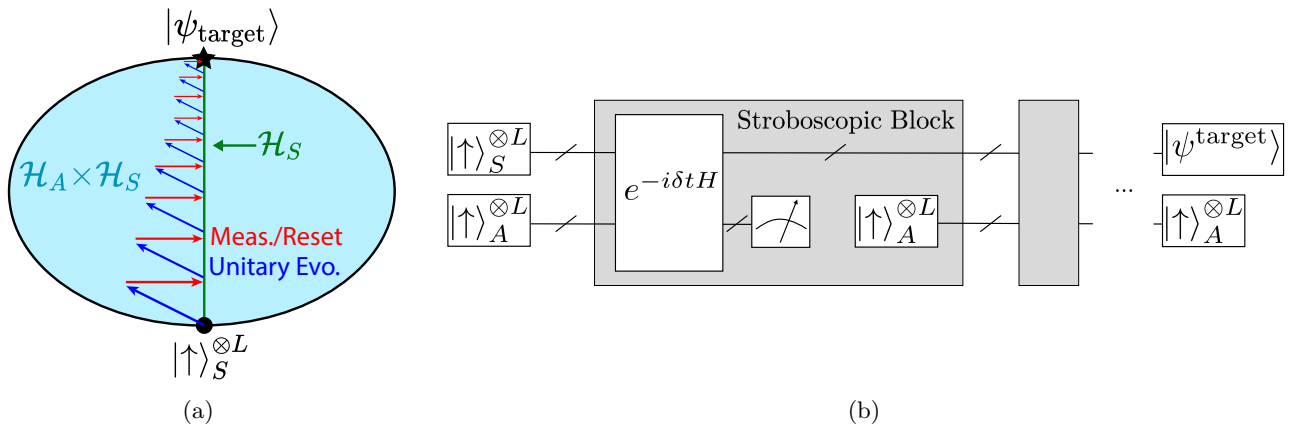 |ψ_target⟩
ℋ_S
ℋ_A×ℋ_S
Meas./Reset
Unitary Evo.
|↑⟩_S^{⊗L}
(a)
Stroboscopic Block
|↑⟩_S^{⊗L}
|↑⟩_A^{⊗L}
e^{-iδtH}
|↑⟩_A^{⊗L}
...
|ψ^{target}⟩
|↑⟩_A^{⊗L}
(b)